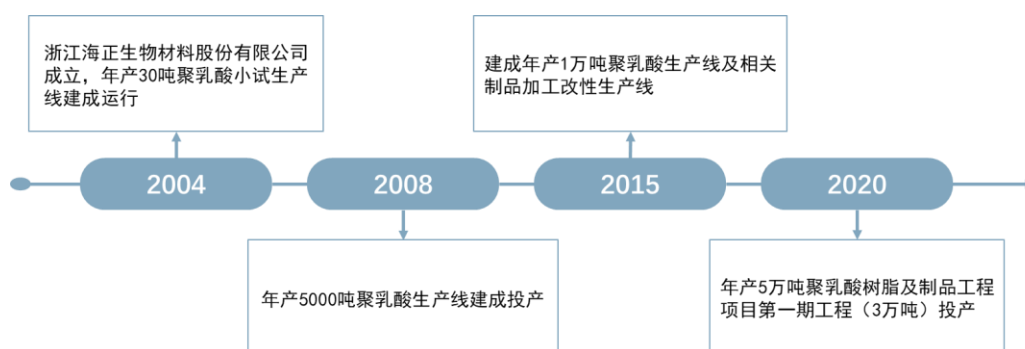 浙江海正生物材料股份有限公司
成立，年产30吨聚乳酸小试生产
线建成运行
建成年产1万吨聚乳酸生产线及相关
制品加工改性生产线
2004
2008
2015
2020
年产5000吨聚乳酸生产线建成投产
年产5万吨聚乳酸树脂及制品工程
项目第一期工程（3万吨）投产